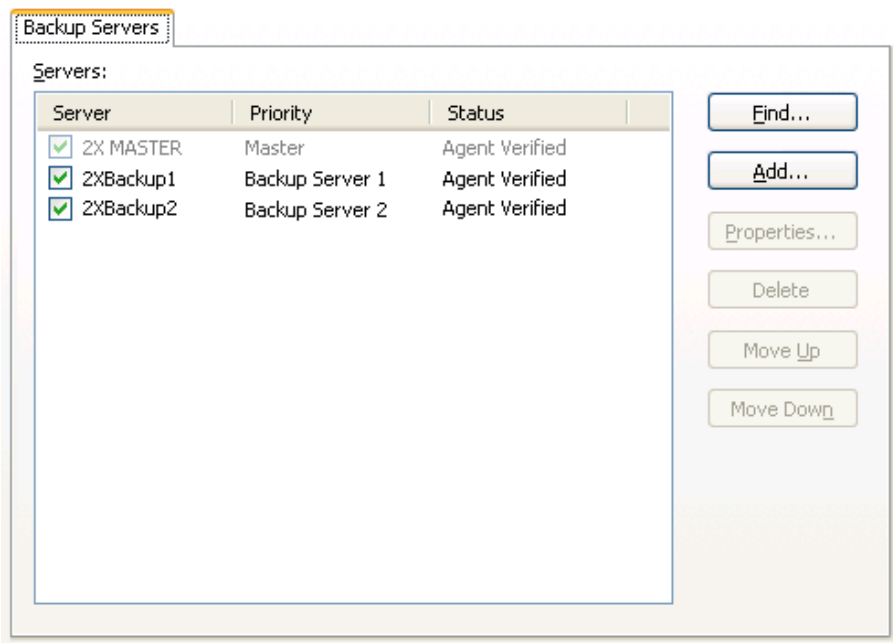 Backup Servers
Servers:
Server Priority Status
2X MASTER Master Agent Verified
2XBackup1 Backup Server 1 Agent Verified
2XBackup2 Backup Server 2 Agent Verified
Find...
Add...
Properties...
Delete
Move Up
Move Down